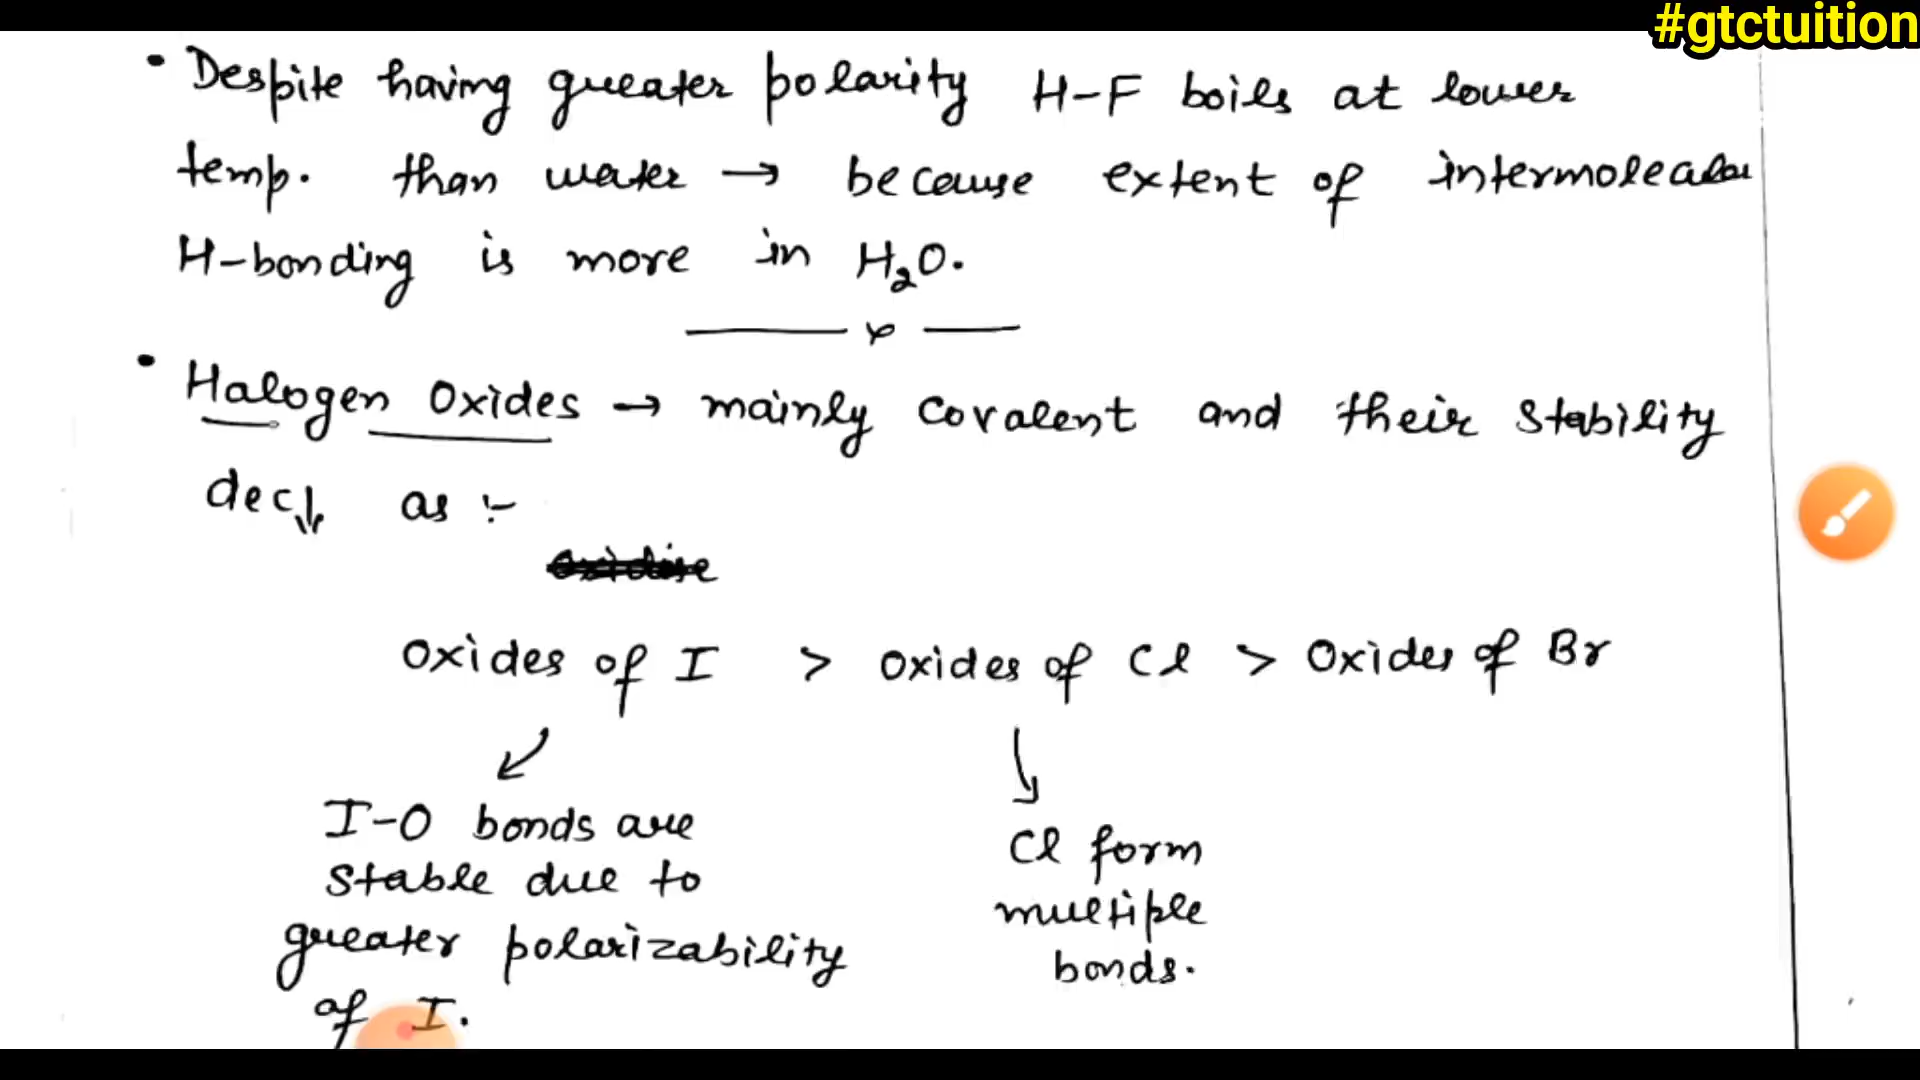 #gtctuition
• Despite having greater polarity H-F boils at lower
temp. than water → because extent of intermolecular
H-bonding is more in H₂O.
• Halogen Oxides → mainly covalent and their stability
dec↓ as :-
Oxides of I > Oxides of Cl > Oxides of Br
I-O bonds are
stable due to
greater polarizability
of I.
Cl form
multiple
bonds.